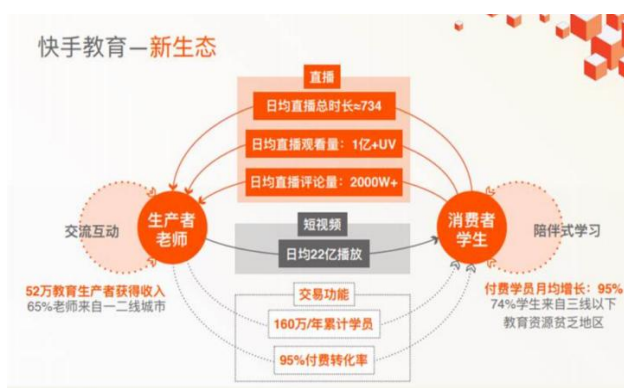 快手教育—新生态
直播
日均直播总时长≈734
日均直播观看量：1亿+UV
日均直播评论量：2000W+
交流互动
生产者
老师
短视频
日均22亿播放
消费者
学生
陪伴式学习
52万教育生产者获得收入
65%老师来自一二线城市
交易功能
160万/年累计学员
95%付费转化率
付费学员月均增长：95%
74%学生来自三线以下
教育资源贫乏地区